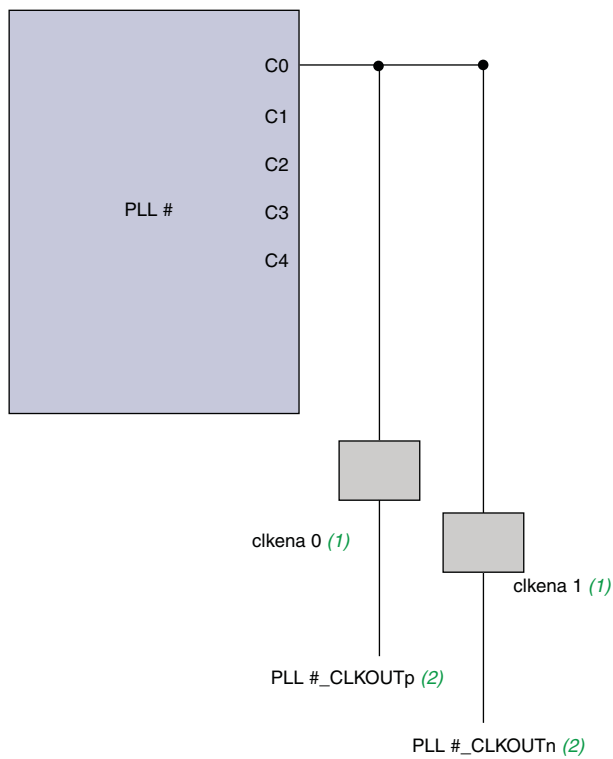 C0
C1
C2
PLL #
C3
C4
clkena 0 (1)
clkena 1 (1)
PLL #_CLKOUTp (2)
PLL #_CLKOUTn (2)